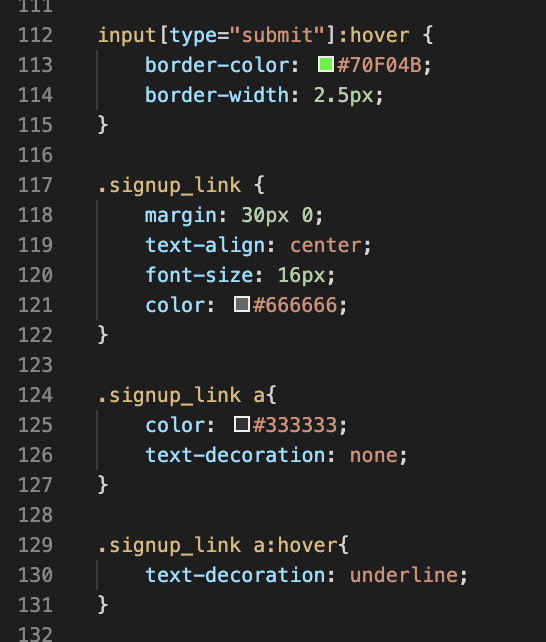 111
112 input[type="submit"]:hover {
113 border-color: #70F04B;
114 border-width: 2.5px;
115 }
116
117 .signup_link {
118 margin: 30px 0;
119 text-align: center;
120 font-size: 16px;
121 color: #666666;
122 }
123
124 .signup_link a{
125 color: #333333;
126 text-decoration: none;
127 }
128
129 .signup_link a:hover{
130 text-decoration: underline;
131 }
132